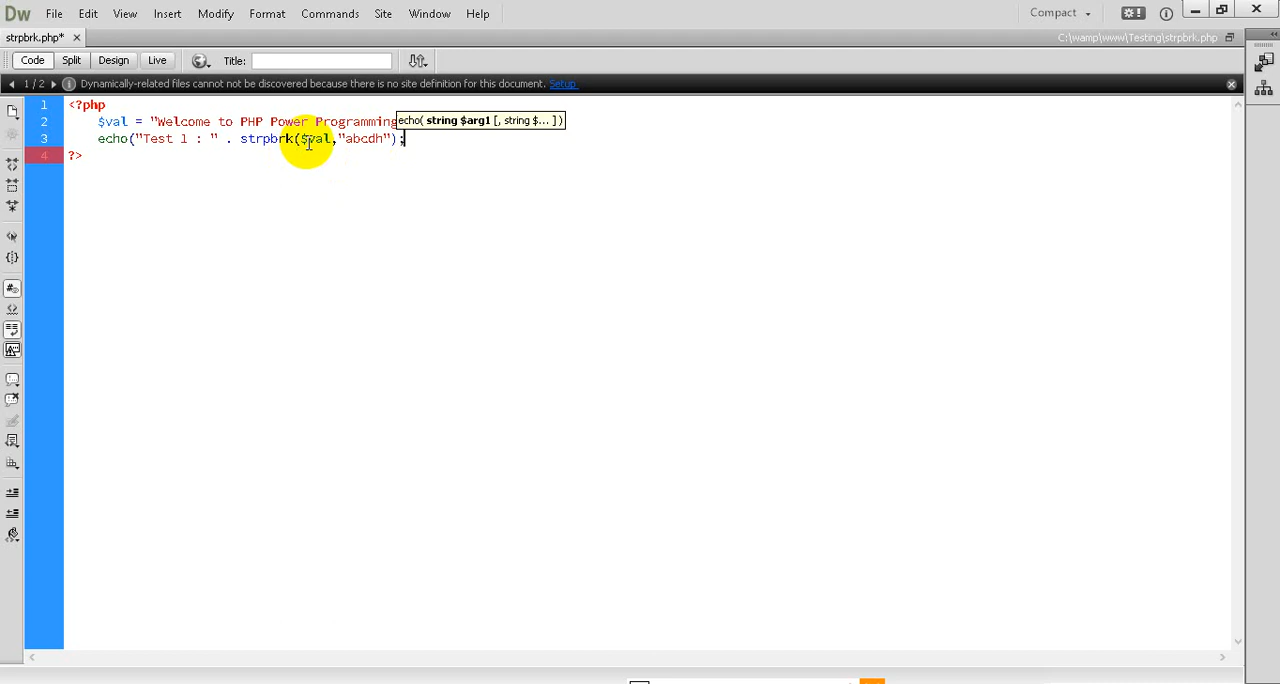 Dw File Edit View Insert Modify Format Commands Site Window Help Compact
strpbrk.php* C:\wamp\www\Testing\strpbrk.php
Code Split Design Live Title:
1 / 2 Dynamically-related files cannot not be discovered because there is no site definition for this document. Setup
1 <?php
2 $val = "Welcome to PHP Power Programming
echo( string $arg1 [, string $... ] )
3 echo("Test 1 : " . strpbrk($val,"abcdh");
4 ?>